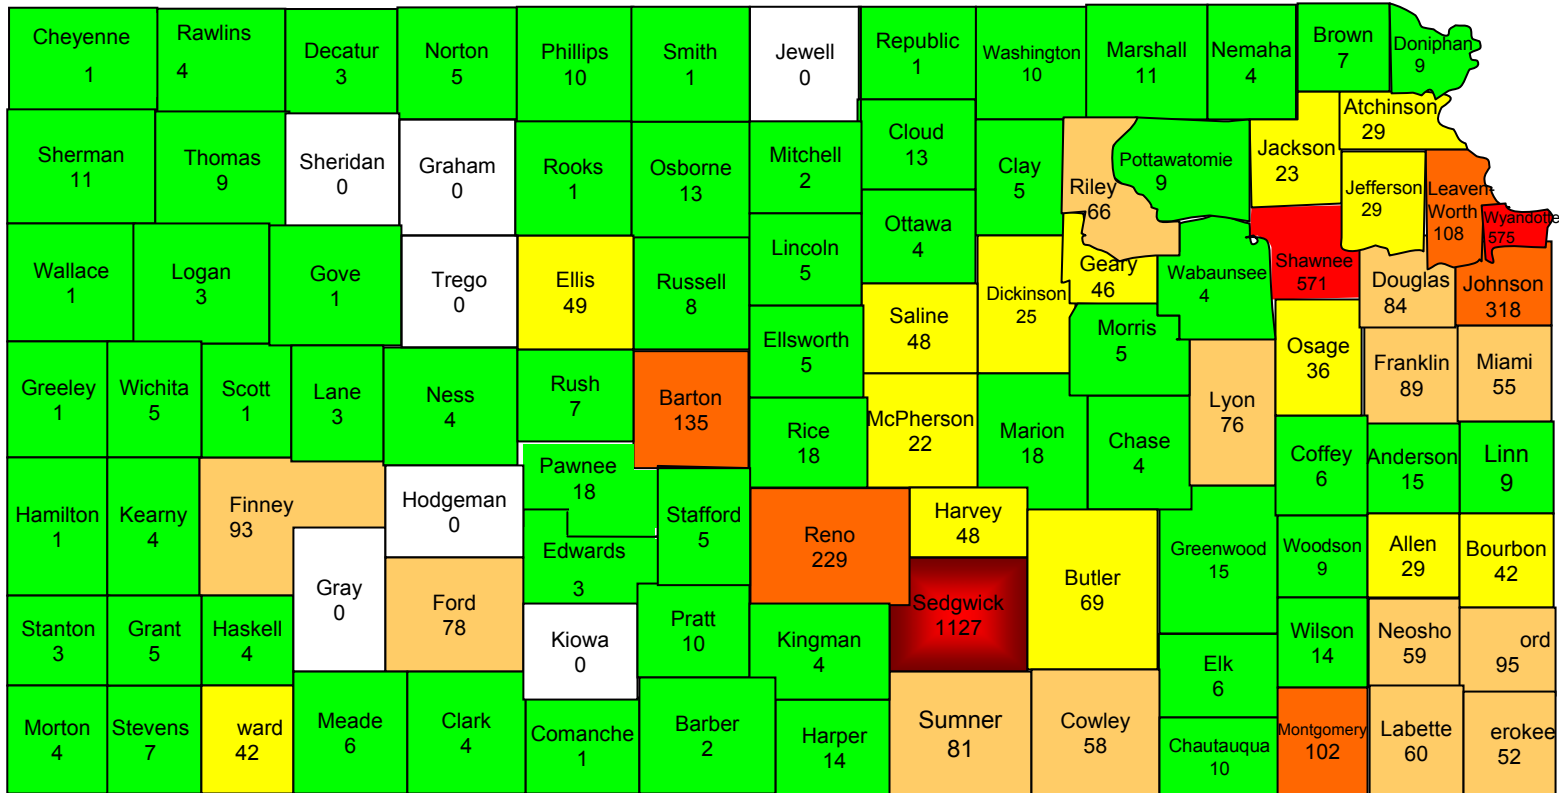 Cheyenne
1
Rawlins
4
Decatur
3
Norton
5
Phillips
10
Smith
1
Jewell
0
Republic
1
Washington
10
Marshall
11
Nemaha
4
Brown
7
Doniphan
9
Atchinson
29
Sherman
11
Thomas
9
Sheridan
0
Graham
0
Rooks
1
Osborne
13
Mitchell
2
Cloud
13
Clay
5
Riley
66
Pottawatomie
9
Jackson
23
Jefferson
29
Leaven-
Worth
108
Wyandotte
575
Wallace
1
Logan
3
Gove
1
Trego
0
Ellis
49
Russell
8
Lincoln
5
Ottawa
4
Dickinson
25
Geary
46
Wabaunsee
4
Shawnee
571
Douglas
84
Johnson
318
Saline
48
Ellsworth
5
Morris
5
Osage
36
Franklin
89
Miami
55
Greeley
1
Wichita
5
Scott
1
Lane
3
Ness
4
Rush
7
Barton
135
Rice
18
McPherson
22
Marion
18
Chase
4
Lyon
76
Coffey
6
Anderson
15
Linn
9
Hamilton
1
Kearny
4
Finney
93
Hodgeman
0
Pawnee
18
Stafford
5
Reno
229
Harvey
48
Butler
69
Greenwood
15
Woodson
9
Allen
29
Bourbon
42
Gray
0
Ford
78
Edwards
3
Sedgwick
1127
Stanton
3
Grant
5
Haskell
4
Kiowa
0
Pratt
10
Kingman
4
Elk
6
Wilson
14
Neosho
59
ord
95
Morton
4
Stevens
7
ward
42
Meade
6
Clark
4
Comanche
1
Barber
2
Harper
14
Sumner
81
Cowley
58
Chautauqua
10
Montgomery
102
Labette
60
erokee
52